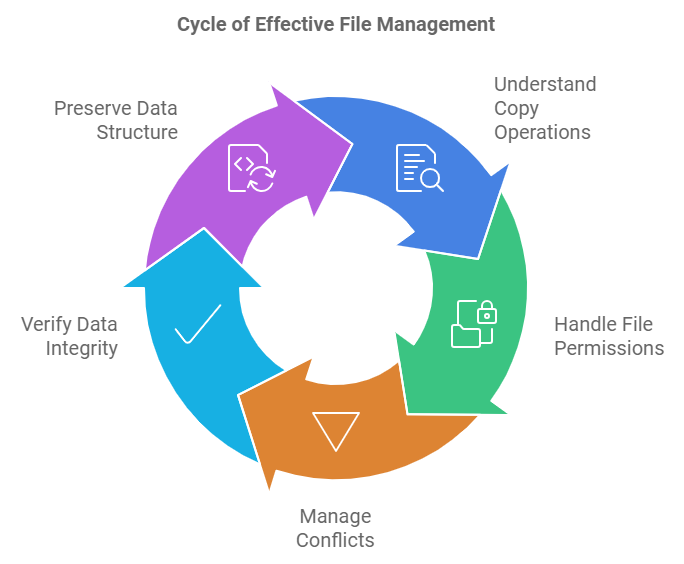 Cycle of Effective File Management
Understand
Copy
Operations
Handle File
Permissions
Manage
Conflicts
Verify Data
Integrity
Preserve Data
Structure